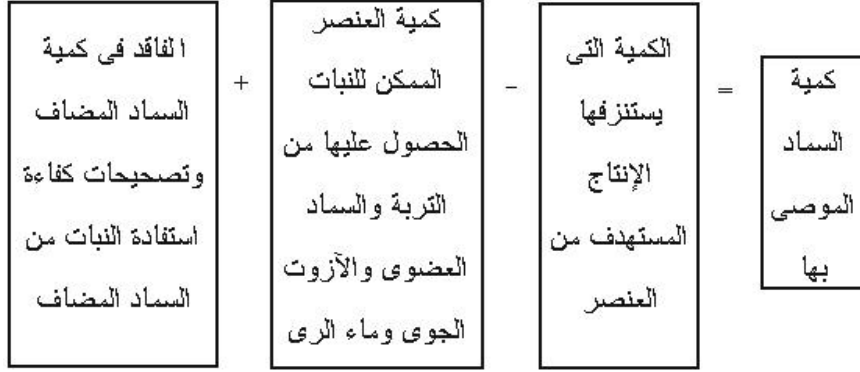 كمية
السماد
الموصى
بها
=
الكمية التى
يستنزفها
الإنتاج
المستهدف من
العنصر
-
كمية العنصر
الممكن للنبات
الحصول عليها من
التربة والسماد
العضوى والآزوت
الجوى وماء الرى
+
الفاقد فى كمية
السماد المضاف
وتصحيحات كفاءة
استفادة النبات من
السماد المضاف